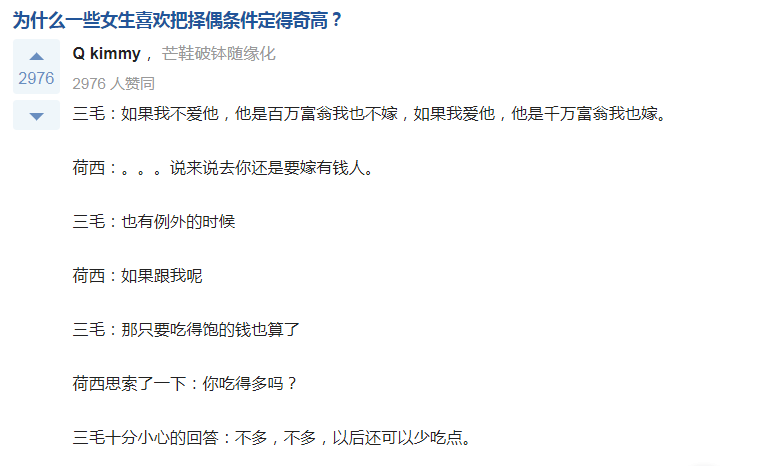 为什么一些女生喜欢把择偶条件定得奇高？
Q kimmy，芒鞋破钵随缘化
2976
2976 人赞同
三毛：如果我不爱他，他是百万富翁我也不嫁，如果我爱他，他是千万富翁我也嫁。
荷西：。。。说来说去你还是要嫁有钱人。
三毛：也有例外的时候
荷西：如果跟我呢
三毛：那只要吃得饱的钱也算了
荷西思索了一下：你吃得多吗？
三毛十分小心的回答：不多，不多，以后还可以少吃点。